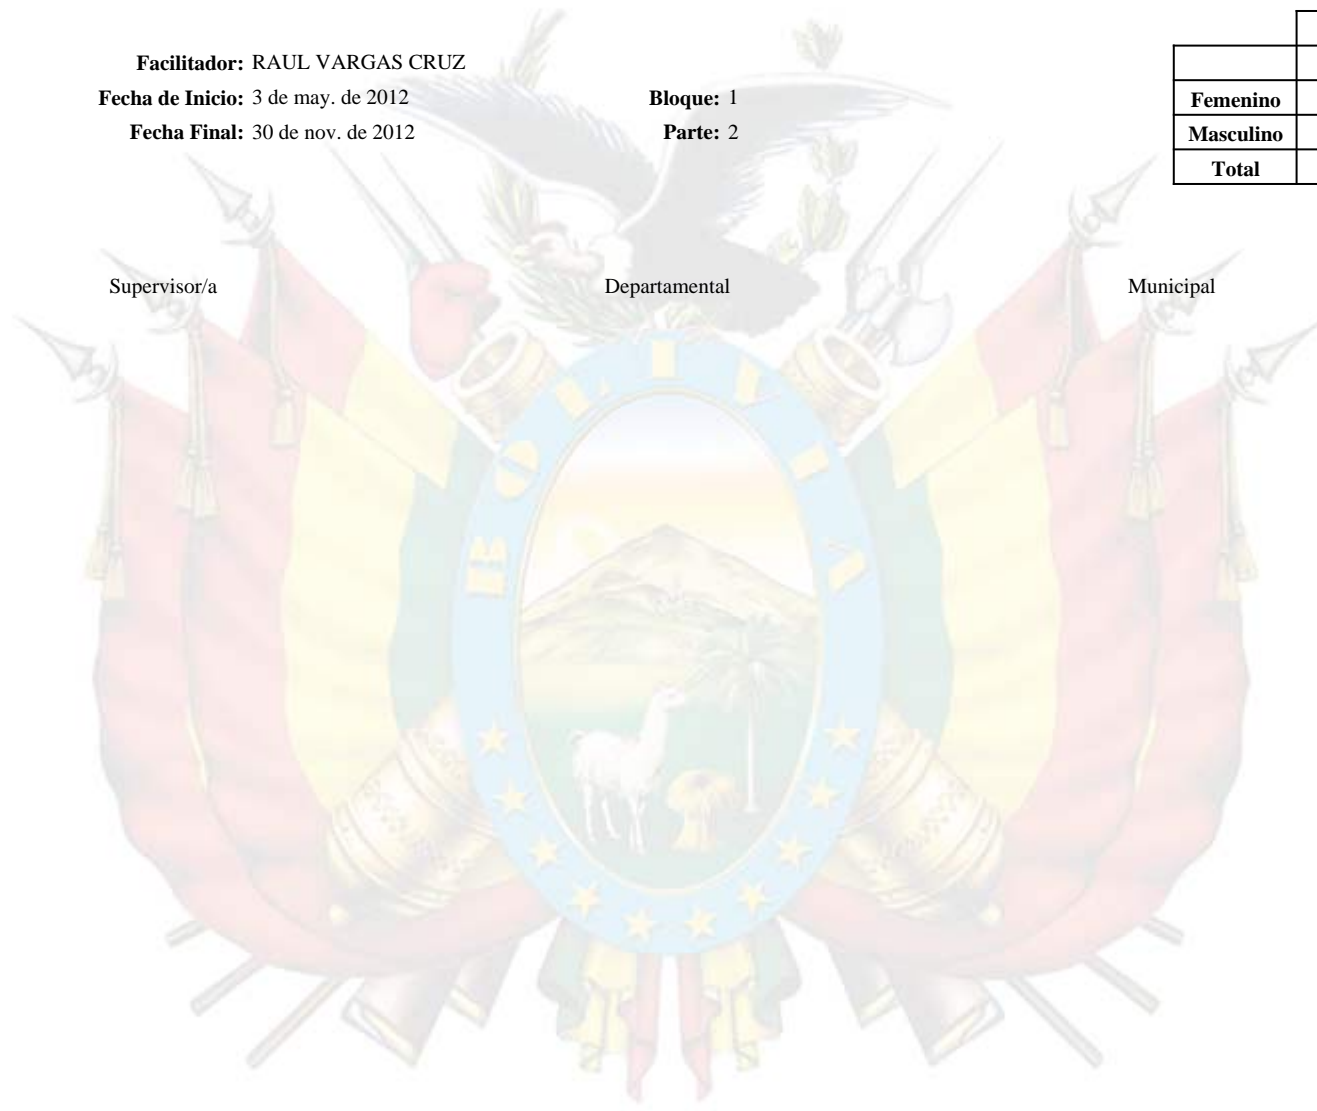 Facilitador: RAUL VARGAS CRUZ
Fecha de Inicio: 3 de may. de 2012 Bloque: 1
Fecha Final: 30 de nov. de 2012 Parte: 2
Femenino
Masculino
Total
Supervisor/a Departamental Municipal
BOLIVIA